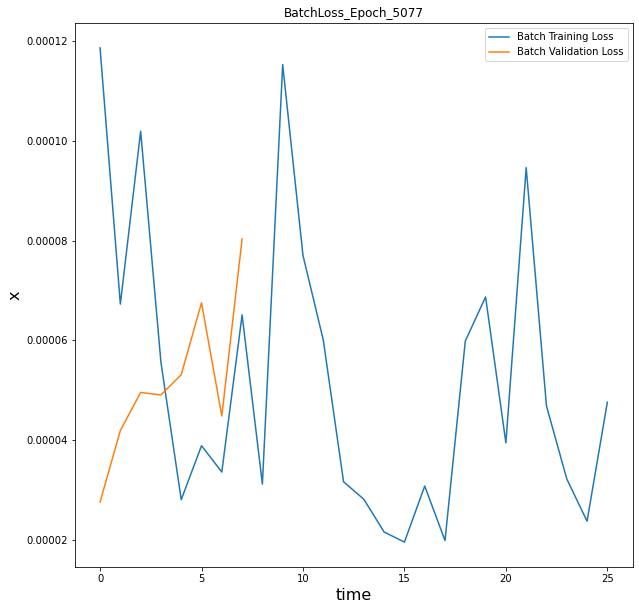 BatchLoss_Epoch_5077
Batch Training Loss
Batch Validation Loss
0.00012
0.00010
0.00008
0.00006
0.00004
0.00002
x
0 5 10 15 20 25
time